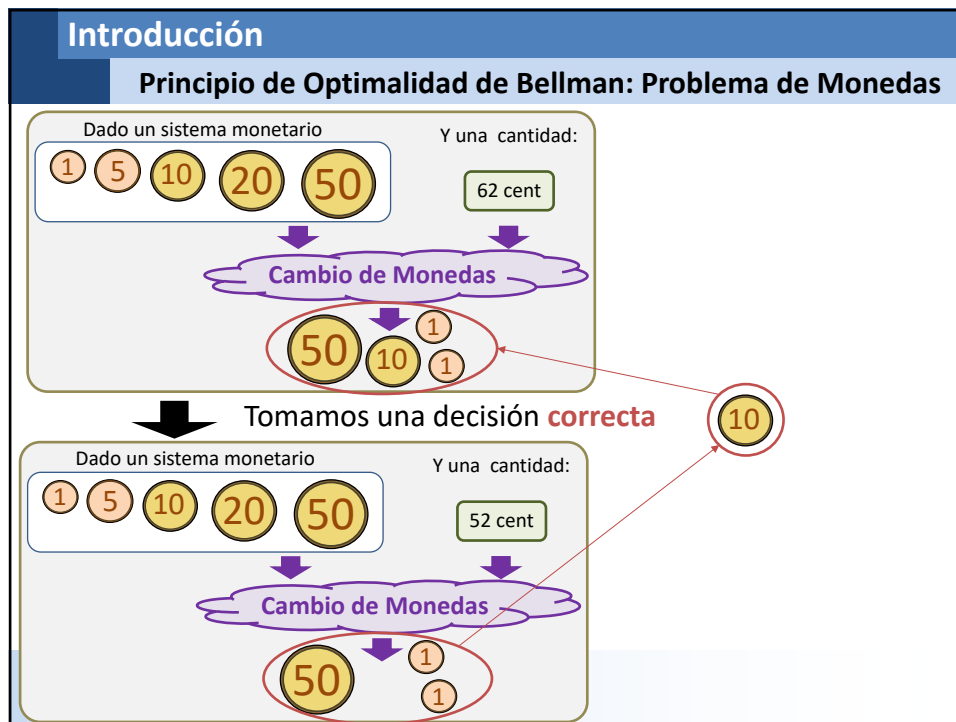 Introducción
Principio de Optimalidad de Bellman: Problema de Monedas
Dado un sistema monetario
Y una cantidad:
1 5 10 20 50
62 cent
Cambio de Monedas
50 10 1
1
Tomamos una decisión correcta
10
Dado un sistema monetario
Y una cantidad:
1 5 10 20 50
52 cent
Cambio de Monedas
50 1
1